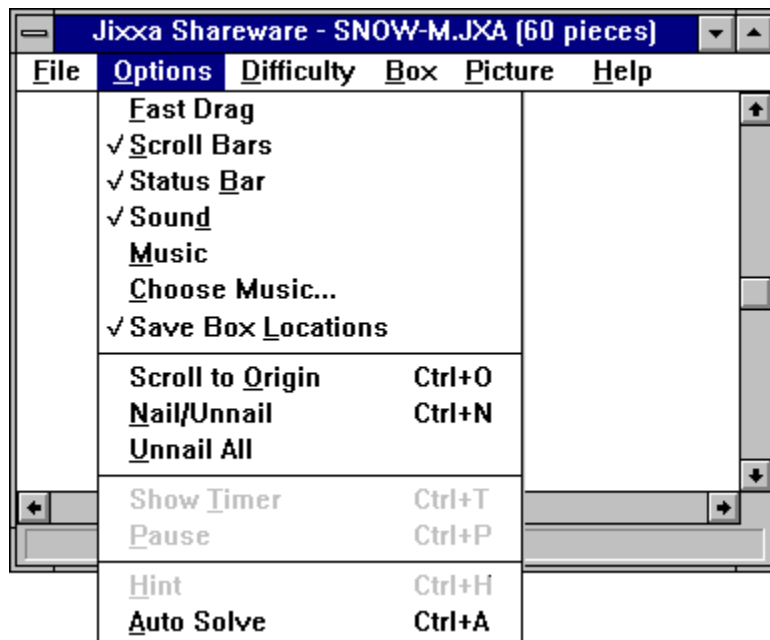 Jixxa Shareware - SNOW-M.JXA (60 pieces)
File Options Difficulty Box Picture Help
Fast Drag
√ Scroll Bars
√ Status Bar
√ Sound
Music
Choose Music...
√ Save Box Locations
Scroll to Origin Ctrl+O
Nail/Unnail Ctrl+N
Unnail All
Show Timer Ctrl+T
Pause Ctrl+P
Hint Ctrl+H
Auto Solve Ctrl+A